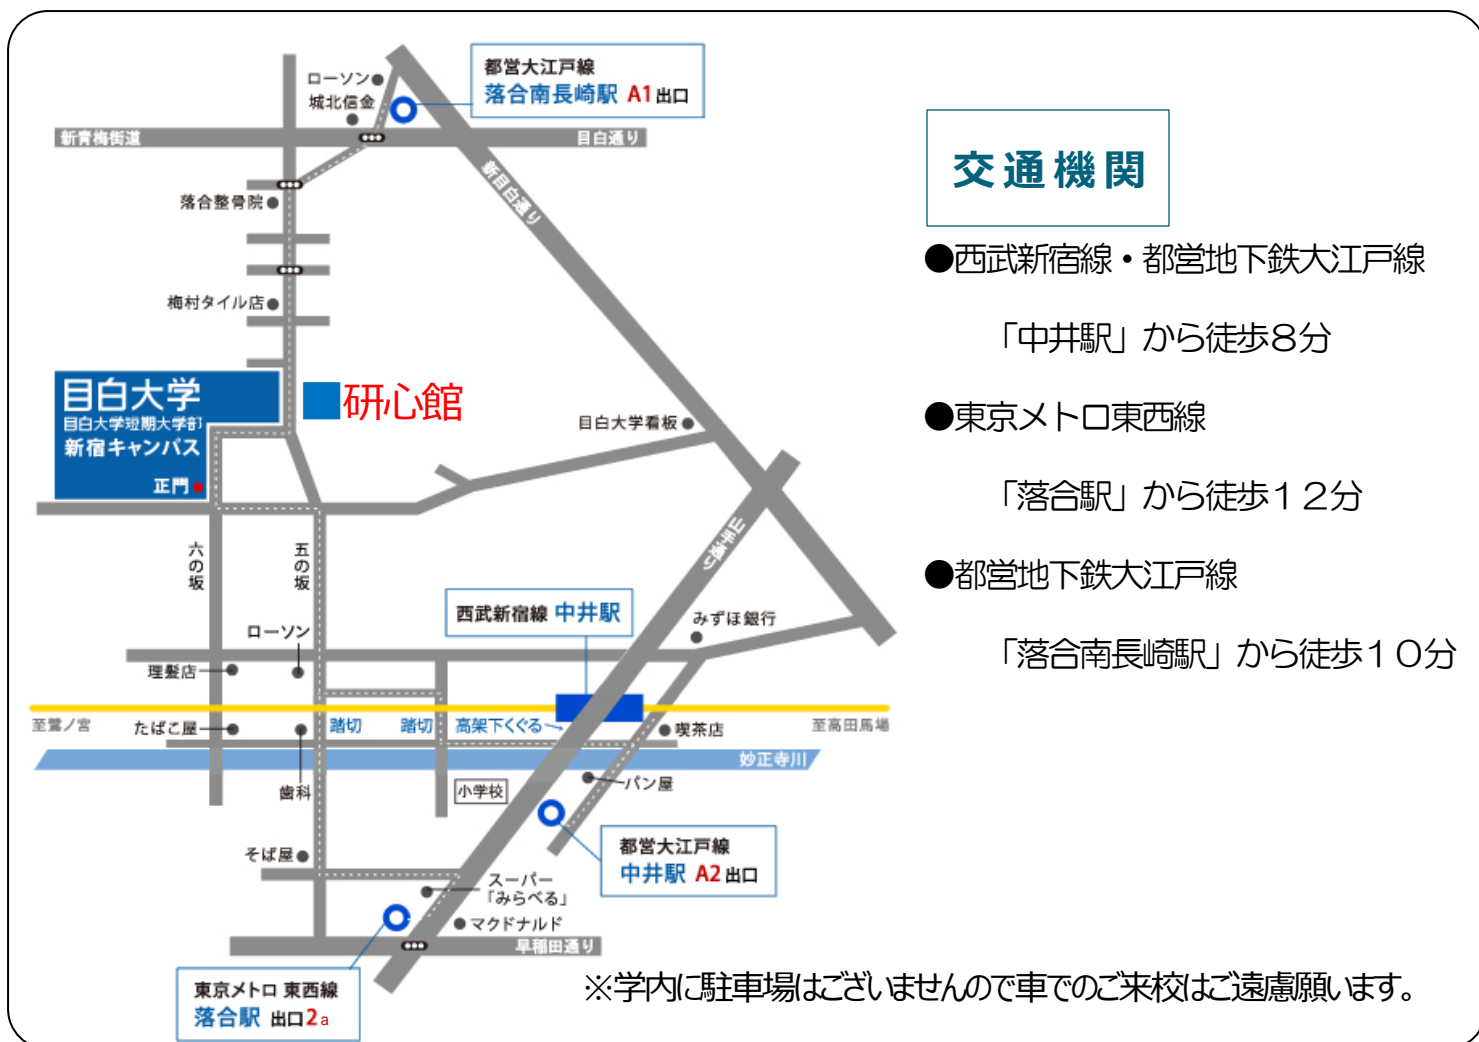 都営大江戸線
落合南長崎駅 A1出口
ローソン
城北信金
新青梅街道
目白通り
新目白通り
落合整骨院
梅村タイル店
目白大学
目白大学短期大学部
新宿キャンパス
正門
■研心館
目白大学看板
山手通り
六の坂
五の坂
西武新宿線 中井駅
みずほ銀行
ローソン
理髪店
至鷺ノ宮
たばこ屋
踏切
踏切
高架下くぐる
喫茶店
至高田馬場
妙正寺川
歯科
小学校
パン屋
都営大江戸線
中井駅 A2出口
そば屋
スーパー
「みらべる」
マクドナルド
早稲田通り
東京メトロ 東西線
落合駅 出口2a
交通機関
●西武新宿線・都営地下鉄大江戸線
「中井駅」から徒歩8分
●東京メトロ東西線
「落合駅」から徒歩12分
●都営地下鉄大江戸線
「落合南長崎駅」から徒歩10分
※学内に駐車場はございませんので車でのご来校はご遠慮願います。